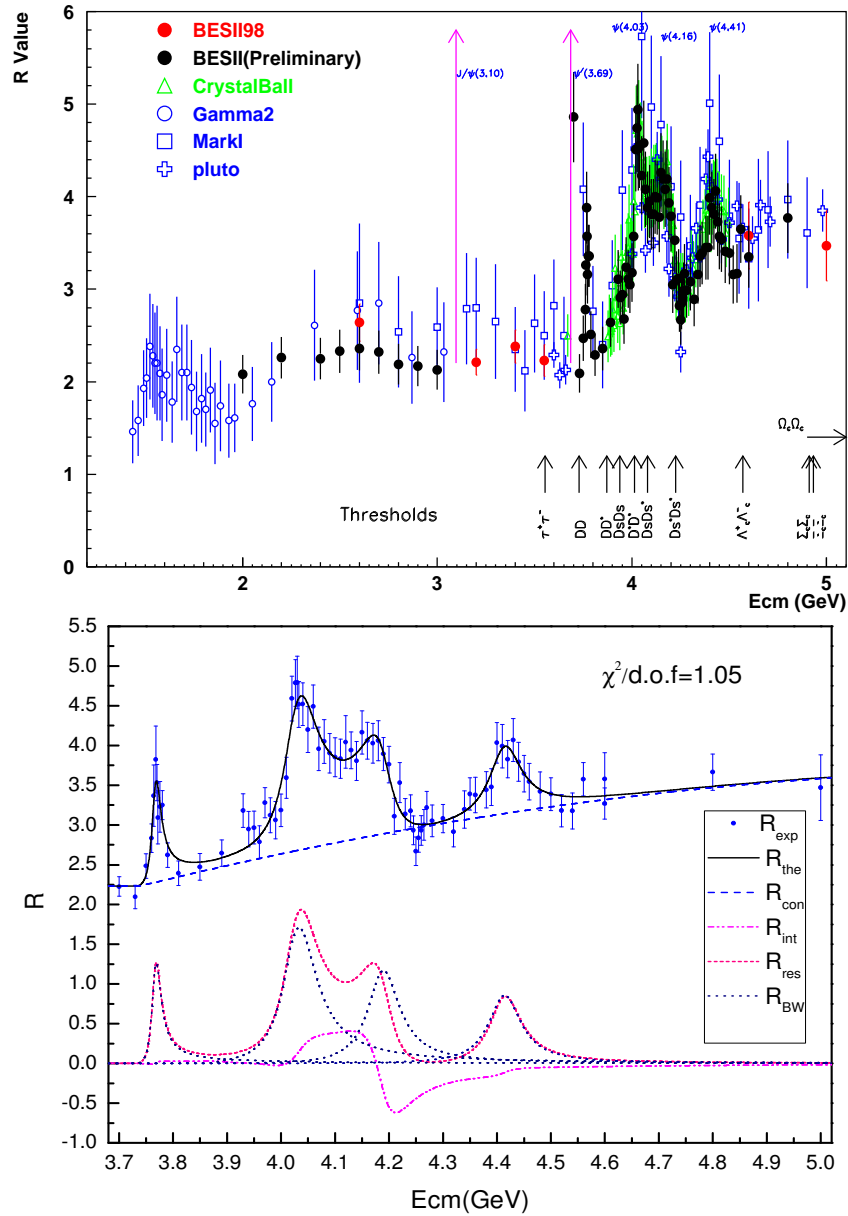 R Value
6
5
4
3
2
1
0
BESII98
BESII(Preliminary)
CrystalBall
Gamma2
MarkI
pluto
J/ψ(3.10)
ψ′(3.69)
ψ(4.03)
ψ(4.16)
ψ(4.41)
Ω_cΩ_c
Thresholds
τ⁺τ⁻
DD
DD*
DsDs
D*D*
DsDs*
Ds*Ds*
Λ⁺_cΛ⁻_c
Σ_cΣ_c
Ξ_cΞ_c
2 3 4 5
Ecm (GeV)
5.5
5.0
4.5
4.0
3.5
3.0
2.5
2.0
1.5
1.0
0.5
0.0
-0.5
-1.0
R
χ²/d.o.f=1.05
R_exp
R_the
R_con
R_int
R_res
R_BW
3.7 3.8 3.9 4.0 4.1 4.2 4.3 4.4 4.5 4.6 4.7 4.8 4.9 5.0
Ecm(GeV)